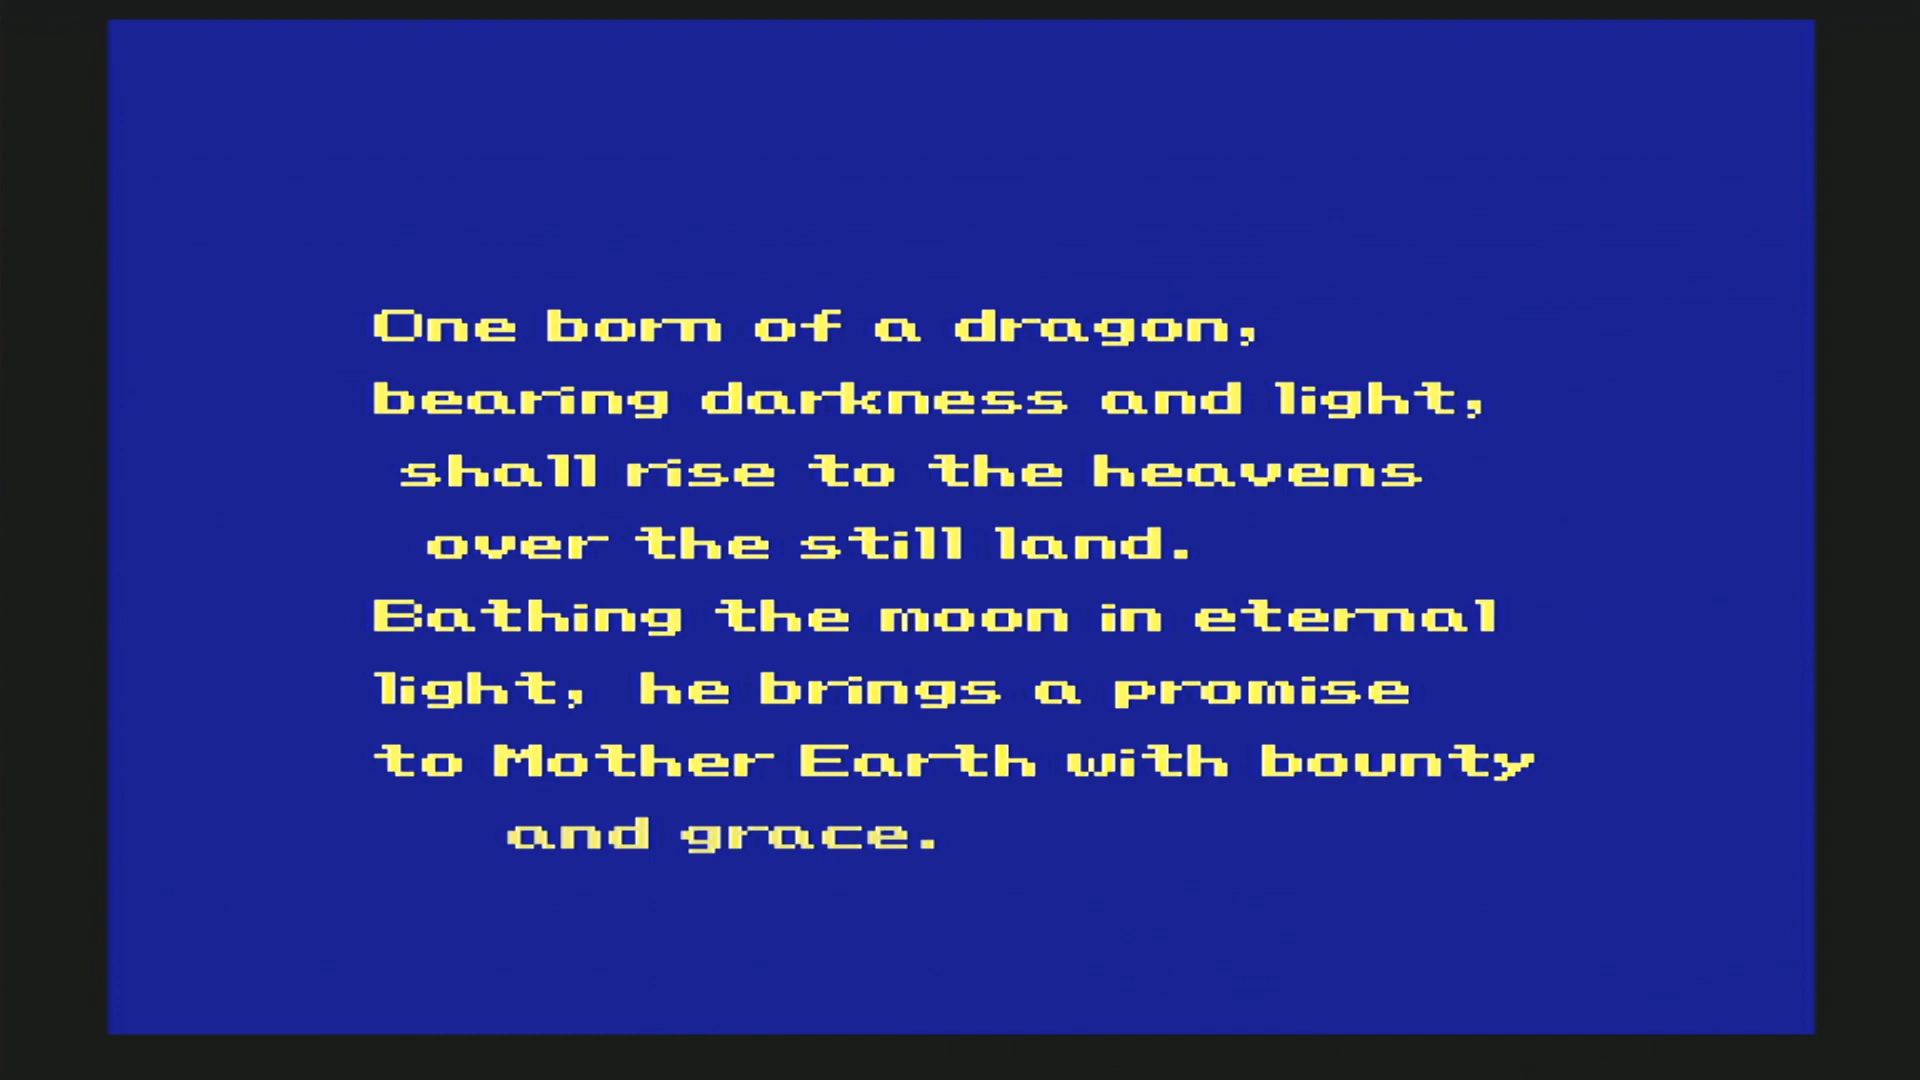 One born of a dragon,
bearing darkness and light,
shall rise to the heavens
over the still land.
Bathing the moon in eternal
light, he brings a promise
to Mother Earth with bounty
and grace.